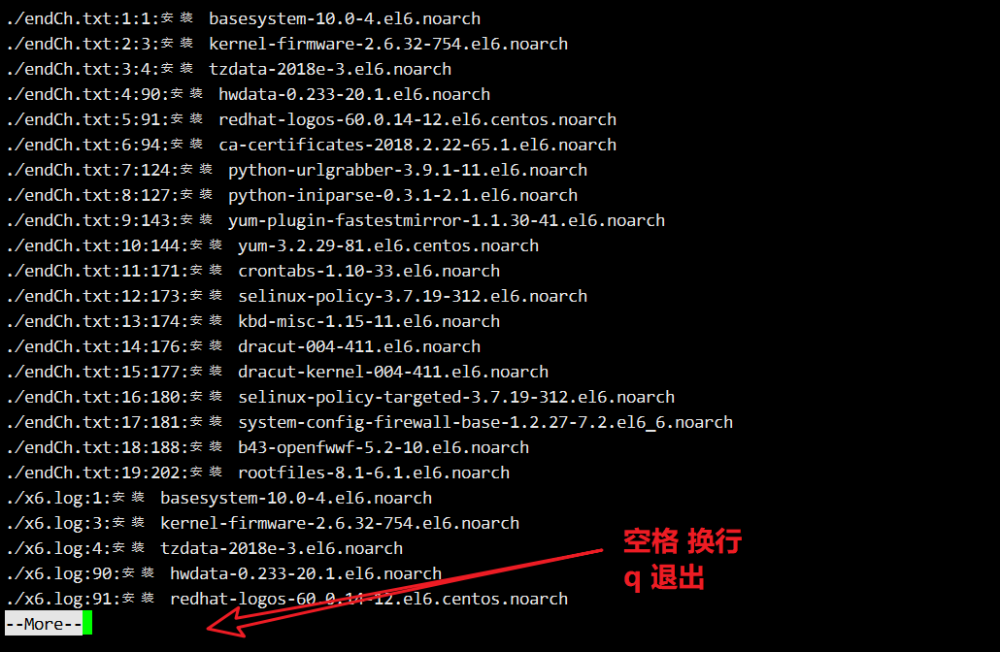 ./endCh.txt:1:1:安装 basesystem-10.0-4.el6.noarch
./endCh.txt:2:3:安装 kernel-firmware-2.6.32-754.el6.noarch
./endCh.txt:3:4:安装 tzdata-2018e-3.el6.noarch
./endCh.txt:4:90:安装 hwdata-0.233-20.1.el6.noarch
./endCh.txt:5:91:安装 redhat-logos-60.0.14-12.el6.centos.noarch
./endCh.txt:6:94:安装 ca-certificates-2018.2.22-65.1.el6.noarch
./endCh.txt:7:124:安装 python-urlgrabber-3.9.1-11.el6.noarch
./endCh.txt:8:127:安装 python-iniparse-0.3.1-2.1.el6.noarch
./endCh.txt:9:143:安装 yum-plugin-fastestmirror-1.1.30-41.el6.noarch
./endCh.txt:10:144:安装 yum-3.2.29-81.el6.centos.noarch
./endCh.txt:11:171:安装 crontabs-1.10-33.el6.noarch
./endCh.txt:12:173:安装 selinux-policy-3.7.19-312.el6.noarch
./endCh.txt:13:174:安装 kbd-misc-1.15-11.el6.noarch
./endCh.txt:14:176:安装 dracut-004-411.el6.noarch
./endCh.txt:15:177:安装 dracut-kernel-004-411.el6.noarch
./endCh.txt:16:180:安装 selinux-policy-targeted-3.7.19-312.el6.noarch
./endCh.txt:17:181:安装 system-config-firewall-base-1.2.27-7.2.el6_6.noarch
./endCh.txt:18:188:安装 b43-openfwwf-5.2-10.el6.noarch
./endCh.txt:19:202:安装 rootfiles-8.1-6.1.el6.noarch
./x6.log:1:安装 basesystem-10.0-4.el6.noarch
./x6.log:3:安装 kernel-firmware-2.6.32-754.el6.noarch
./x6.log:4:安装 tzdata-2018e-3.el6.noarch
./x6.log:90:安装 hwdata-0.233-20.1.el6.noarch
./x6.log:91:安装 redhat-logos-60.0.14-12.el6.centos.noarch
--More--
空格 换行
q 退出